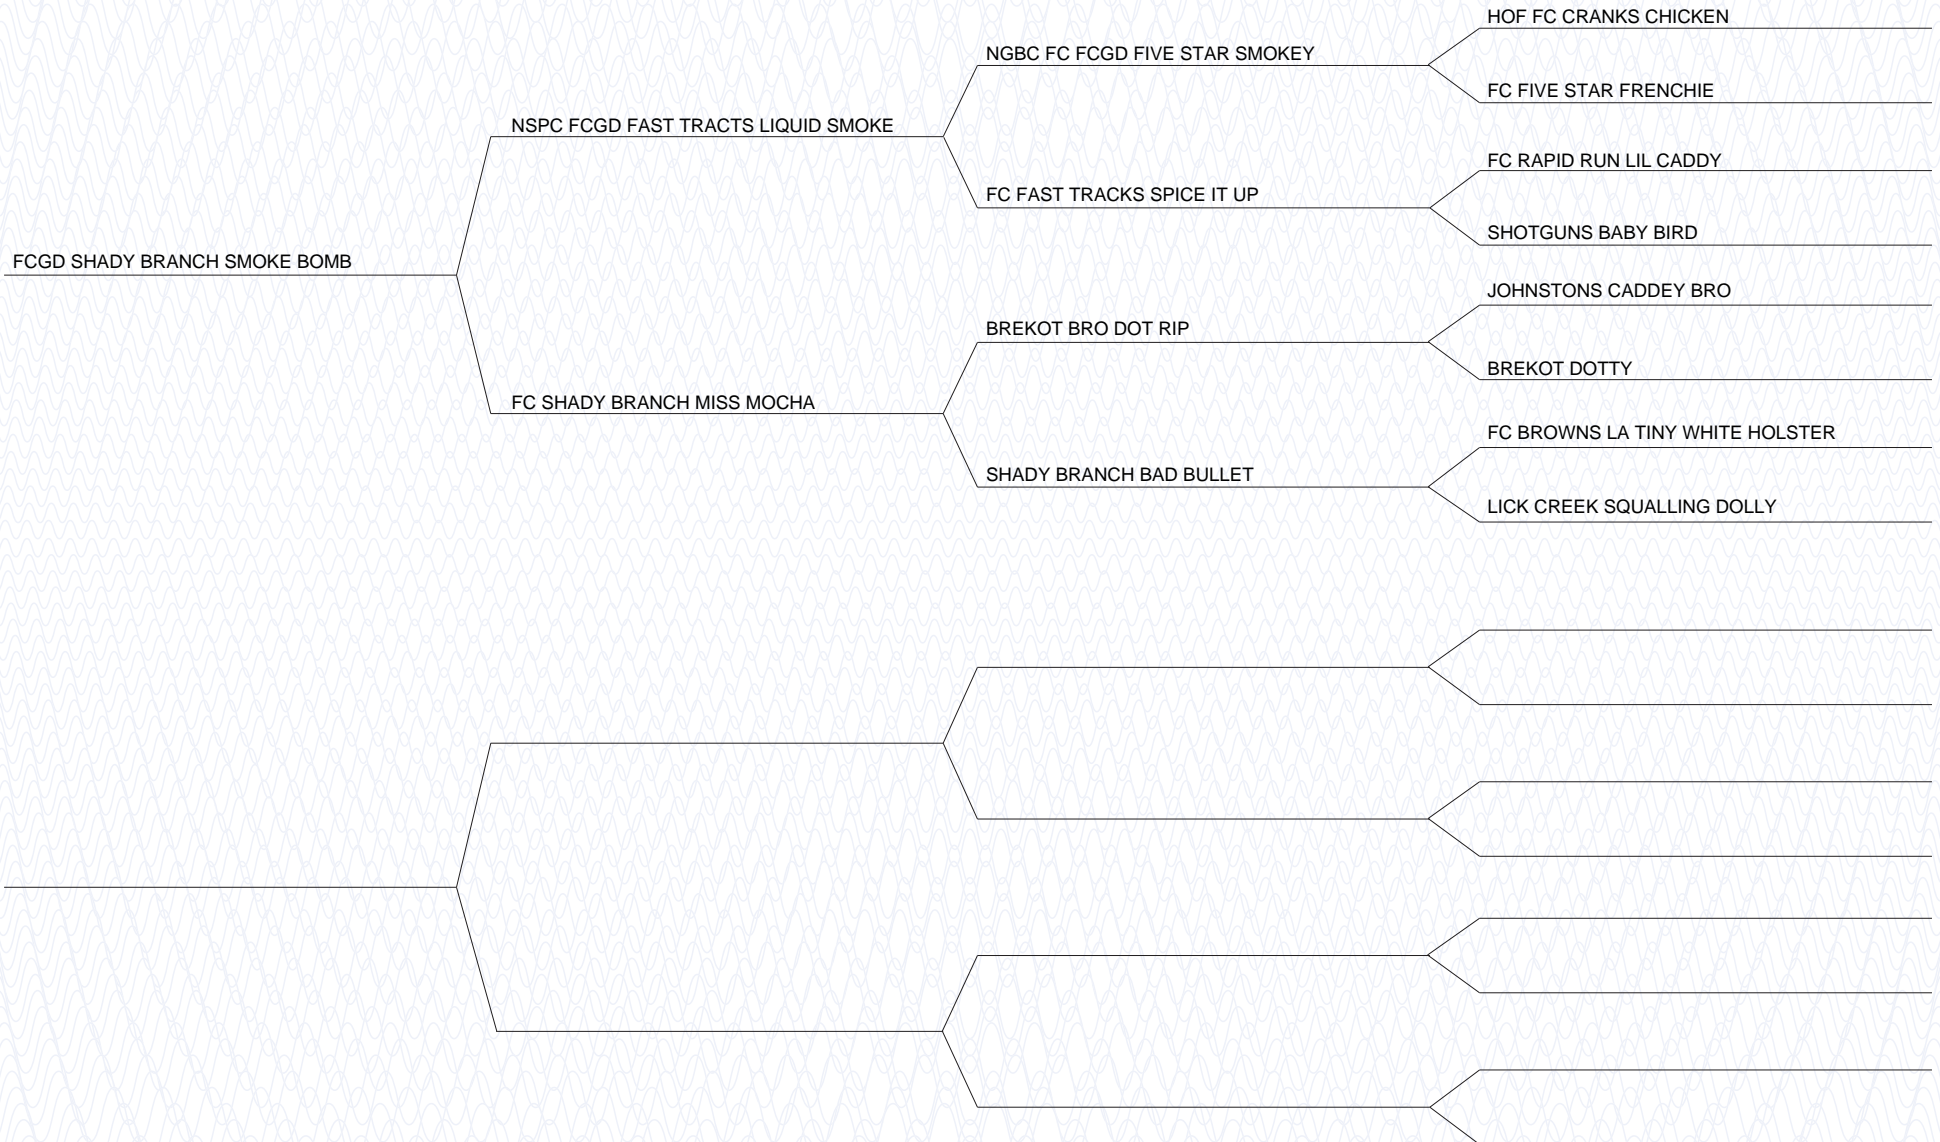 HOF FC CRANKS CHICKEN
NGBC FC FCGD FIVE STAR SMOKEY
FC FIVE STAR FRENCHIE
NSPC FCGD FAST TRACTS LIQUID SMOKE
FC RAPID RUN LIL CADDY
FC FAST TRACKS SPICE IT UP
SHOTGUNS BABY BIRD
FCGD SHADY BRANCH SMOKE BOMB
JOHNSTONS CADDEY BRO
BREKOT BRO DOT RIP
BREKOT DOTTY
FC SHADY BRANCH MISS MOCHA
FC BROWNS LA TINY WHITE HOLSTER
SHADY BRANCH BAD BULLET
LICK CREEK SQUALLING DOLLY